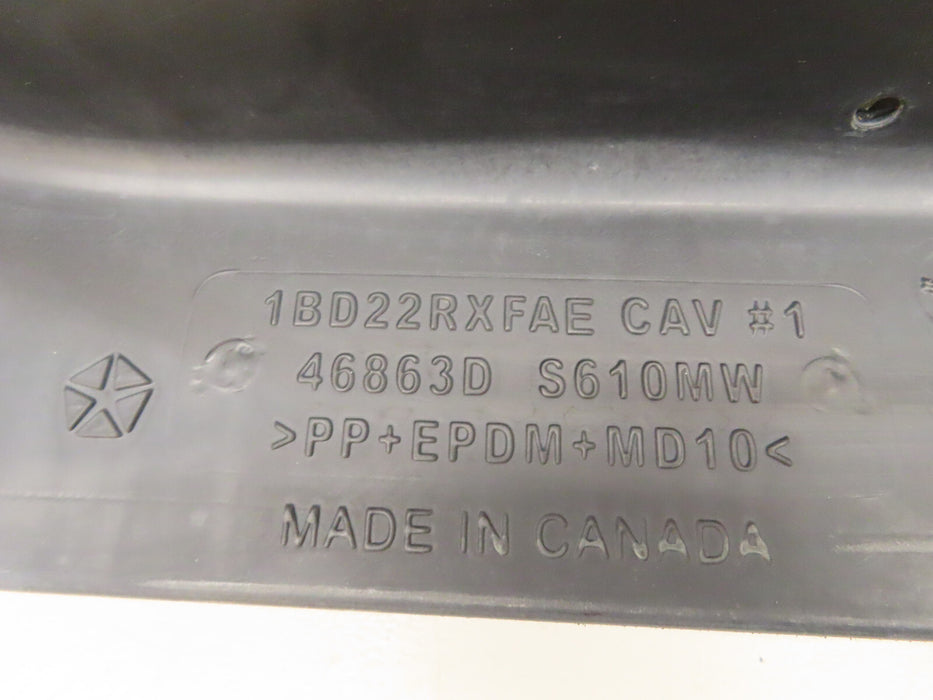 1BD22RXFAE CAV #1
46863D S610MW
>PP+EPDM+MD10<
MADE IN CANADA